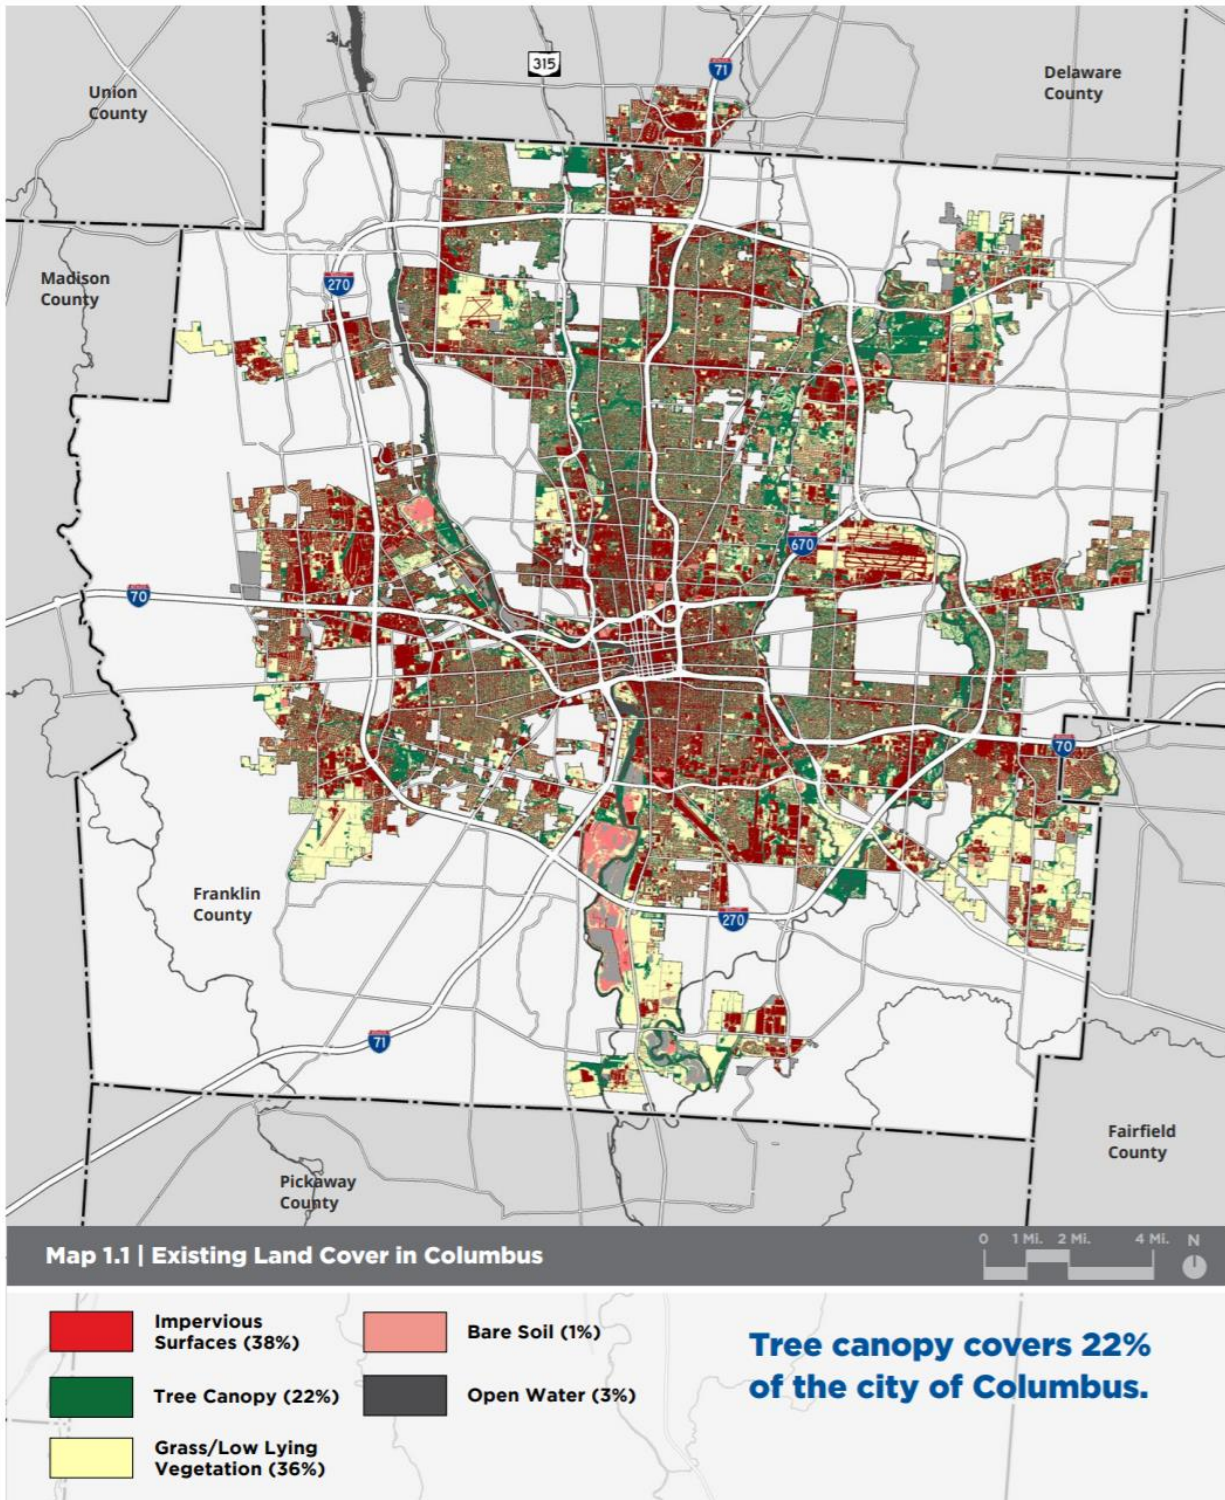 315
71
Delaware
County
Union
County
Madison
County
270
670
70
70
Franklin
County
270
71
Fairfield
County
Pickaway
County
Map 1.1 | Existing Land Cover in Columbus
0 1 Mi. 2 Mi. 4 Mi. N
Impervious
Surfaces (38%)
Tree Canopy (22%)
Grass/Low Lying
Vegetation (36%)
Bare Soil (1%)
Open Water (3%)
Tree canopy covers 22%
of the city of Columbus.